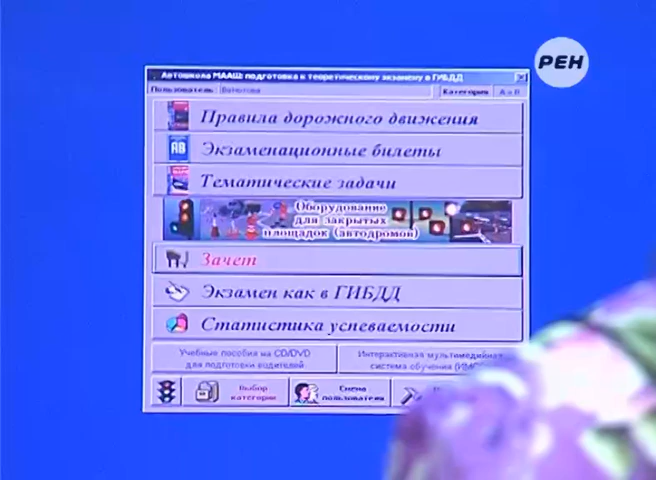 РЕН
Автошкола МААШ: подготовка к теоретическому экзамену в ГИБДД
Пользователь
Категория
Правила дорожного движения
AB
Экзаменационные билеты
Тематические задачи
Оборудование
для закрытых
площадок (автодромов)
Зачет
Экзамен как в ГИБДД
Статистика успеваемости
Учебные пособия на CD/DVD
для подготовки водителей
Интерактивная мультимедийная
система обучения
Выбор
категории
Смена
пользователя